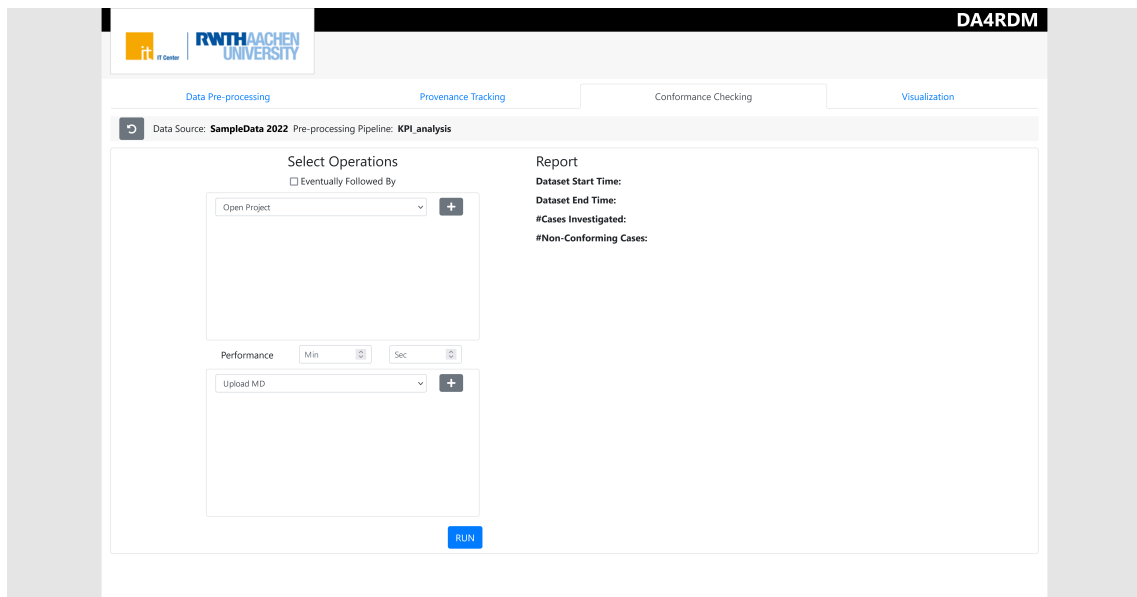 DA4RDM
it IT Center RWTHAACHEN
UNIVERSITY
Data Pre-processing Provenance Tracking Conformance Checking Visualization
Data Source: SampleData 2022 Pre-processing Pipeline: KPI_analysis
Select Operations
Eventually Followed By
Open Project
Performance Min Sec
Upload MD
RUN
Report
Dataset Start Time:
Dataset End Time:
#Cases Investigated:
#Non-Conforming Cases: